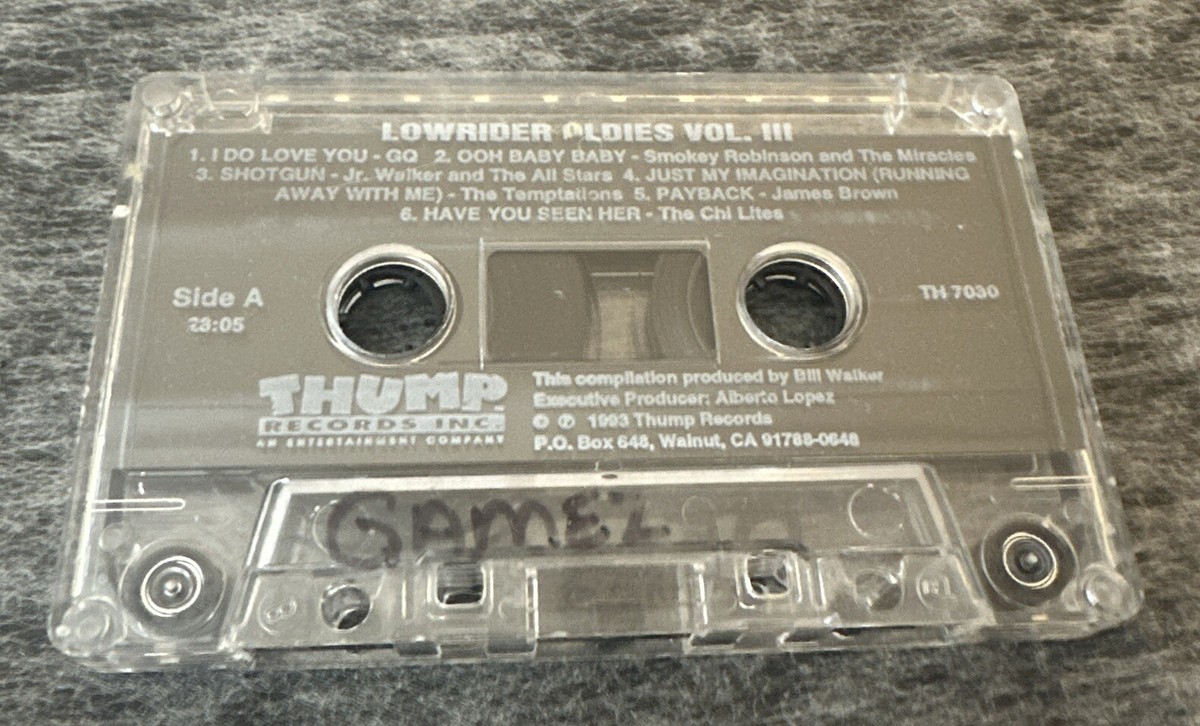 LOWRIDER OLDIES VOL. III
1. I DO LOVE YOU - GQ 2. OOH BABY BABY - Smokey Robinson and The Miracles
3. SHOTGUN - Jr. Walker and The All Stars 4. JUST MY IMAGINATION (RUNNING
AWAY WITH ME) - The Temptations 5. PAYBACK - James Brown
6. HAVE YOU SEEN HER - The Chi Lites
Side A
23:05
TH 7030
THUMP
RECORDS INC.
AN ENTERTAINMENT COMPANY
This compilation produced by Bill Walker
Executive Producer: Alberto Lopez
© ℗ 1993 Thump Records
P.O. Box 648, Walnut, CA 91788-0648
GAMEZ